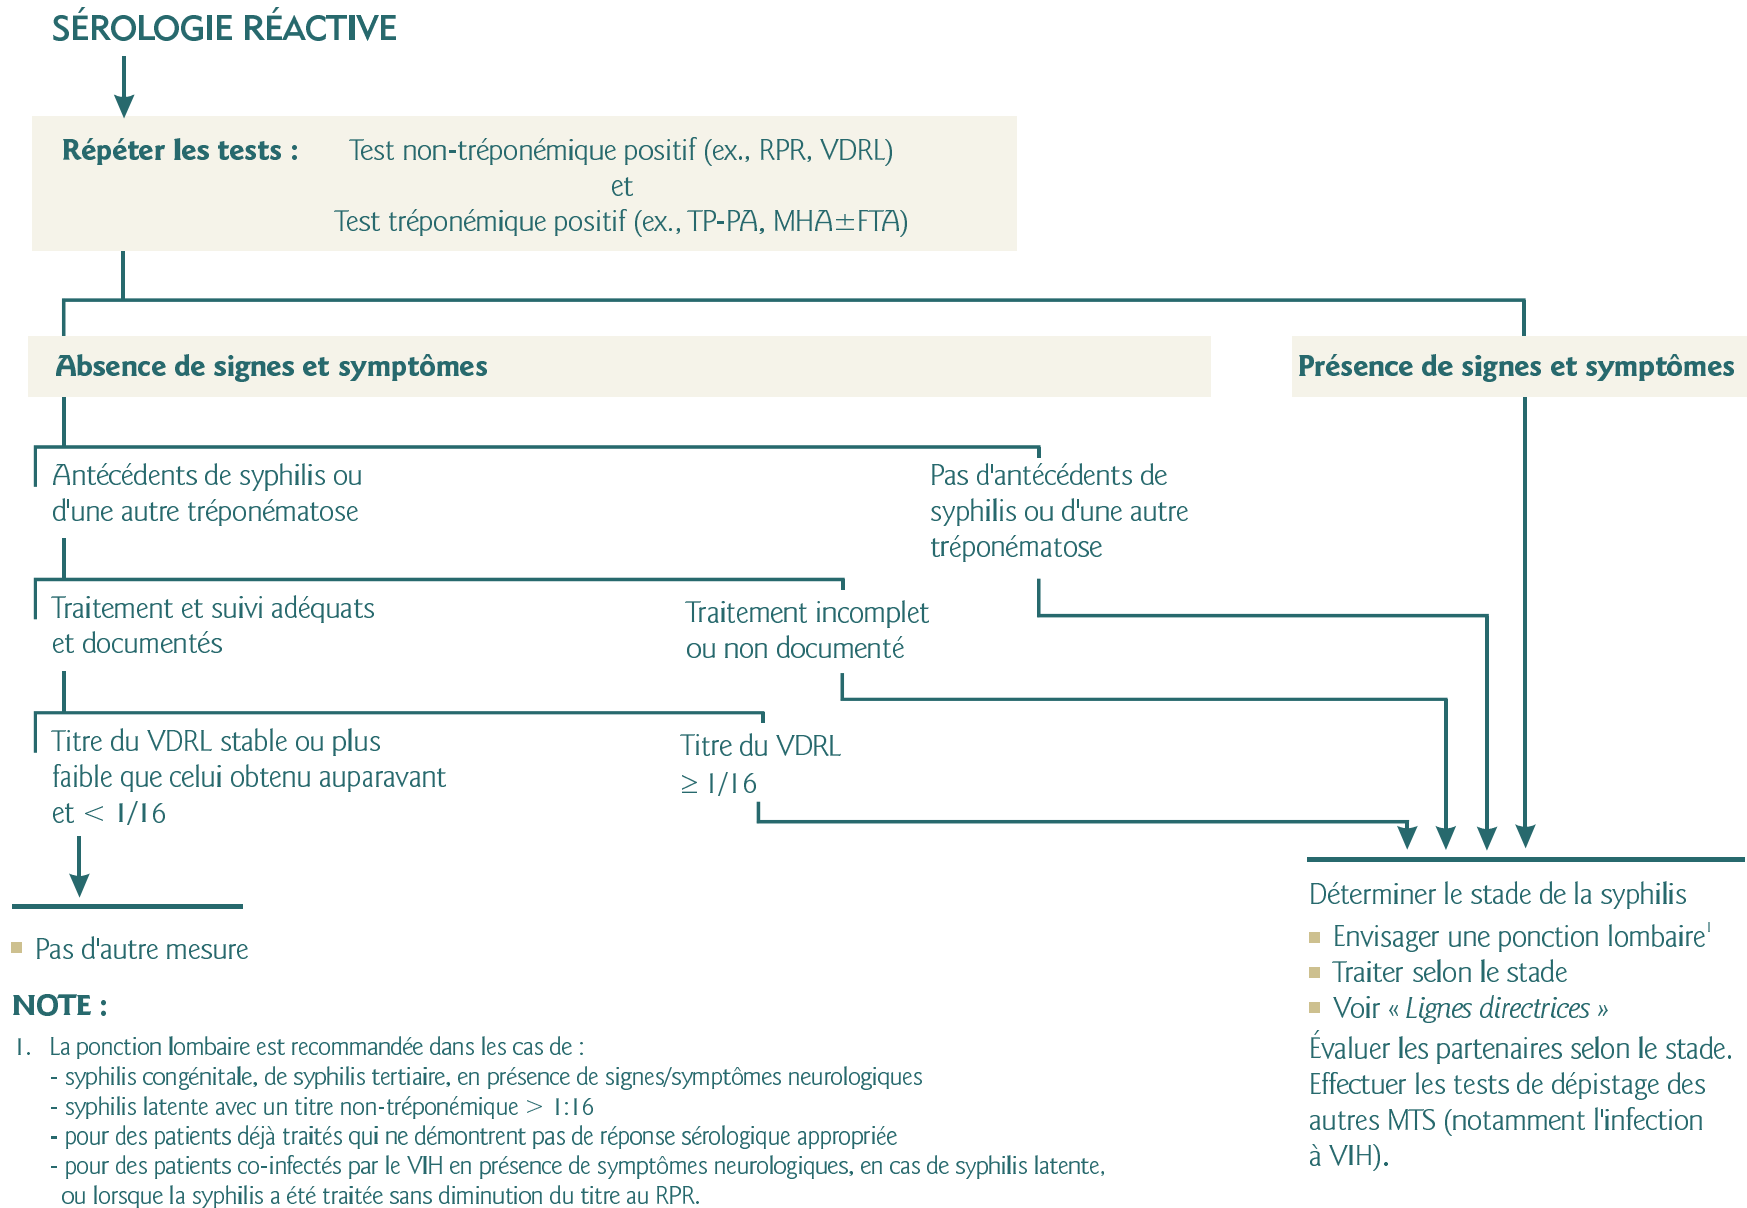 SÉROLOGIE RÉACTIVE
Répéter les tests : Test non-tréponémique positif (ex., RPR, VDRL)
et
Test tréponémique positif (ex., TP-PA, MHA±FTA)
Absence de signes et symptômes
Présence de signes et symptômes
Antécédents de syphilis ou
d'une autre tréponématose
Pas d'antécédents de
syphilis ou d'une autre
tréponématose
Traitement et suivi adéquats
et documentés
Traitement incomplet
ou non documenté
Titre du VDRL stable ou plus
faible que celui obtenu auparavant
et < 1/16
Titre du VDRL
≥ 1/16
Pas d'autre mesure
Déterminer le stade de la syphilis
Envisager une ponction lombaire¹
Traiter selon le stade
Voir « Lignes directrices »
Évaluer les partenaires selon le stade.
Effectuer les tests de dépistage des
autres MTS (notamment l'infection
à VIH).
NOTE :
1. La ponction lombaire est recommandée dans les cas de :
- syphilis congénitale, de syphilis tertiaire, en présence de signes/symptômes neurologiques
- syphilis latente avec un titre non-tréponémique > 1:16
- pour des patients déjà traités qui ne démontrent pas de réponse sérologique appropriée
- pour des patients co-infectés par le VIH en présence de symptômes neurologiques, en cas de syphilis latente,
ou lorsque la syphilis a été traitée sans diminution du titre au RPR.